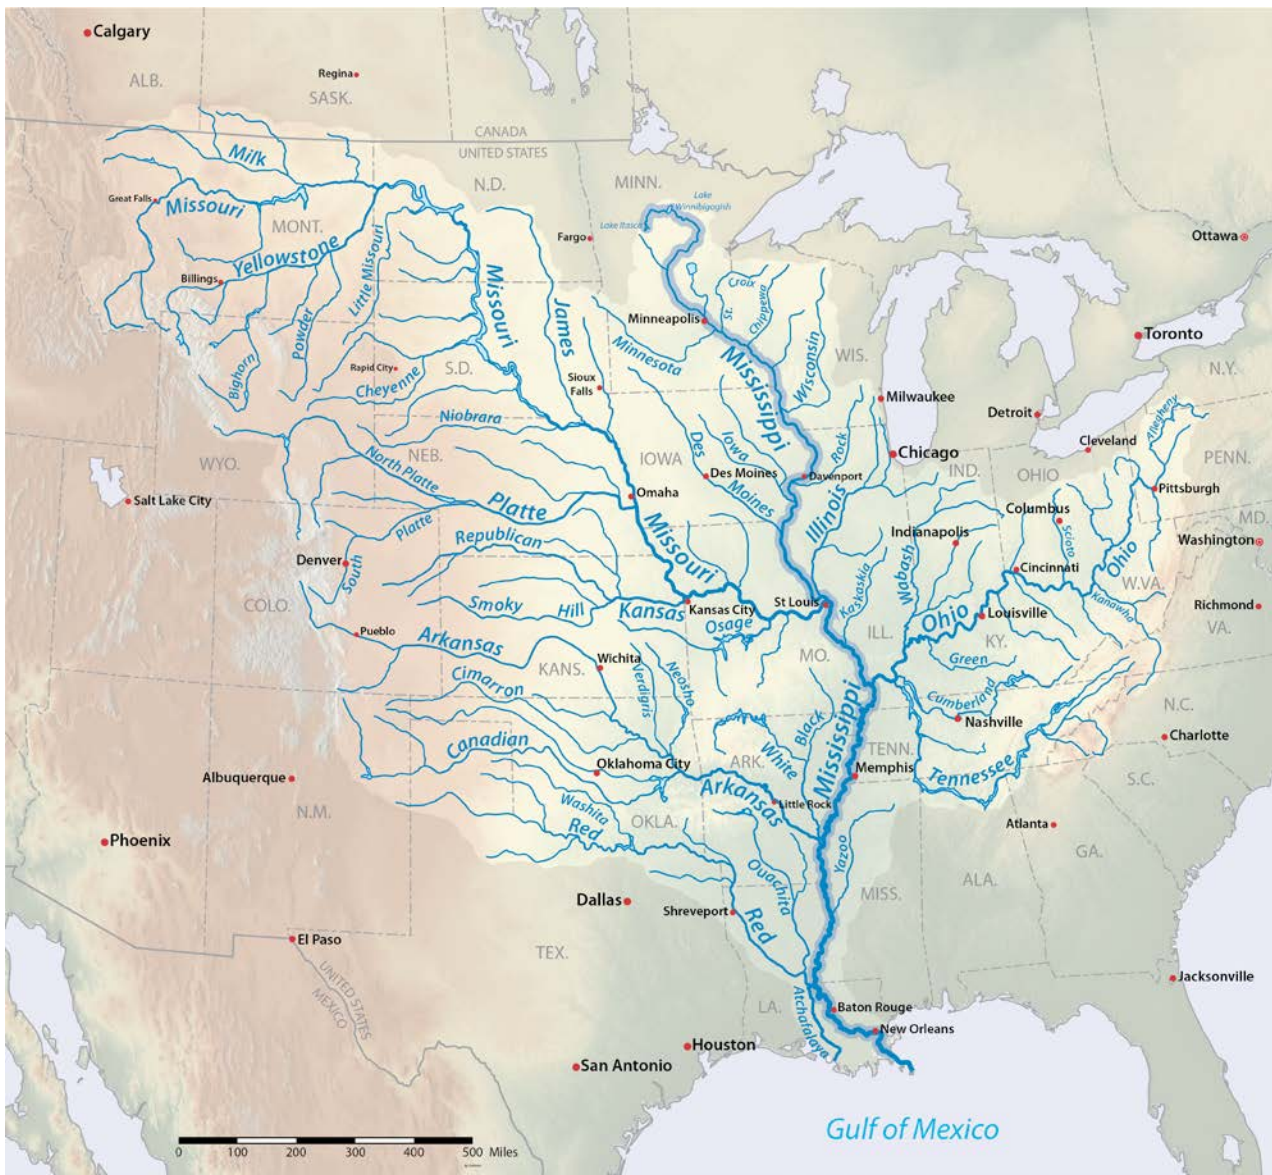 Calgary
ALB.
Regina
SASK.
CANADA
UNITED STATES
Milk
N.D.
MINN.
Lake
Winnibigogish
Lake Itasca
Great Falls
Missouri
MONT.
Fargo
Ottawa
Yellowstone
Billings
Little Missouri
Missouri
James
St.
Croix
Chippewa
Minneapolis
Toronto
Powder
Bighorn
Minnesota
Mississippi
Wisconsin
WIS.
Rapid City
Cheyenne
S.D.
Sioux
Falls
N.Y.
Milwaukee
Detroit
Niobrara
Allegheny
Cleveland
WYO.
North Platte
NEB.
IOWA
Des
Moines
Iowa
Rock
Chicago
IND.
OHIO
PENN.
Des Moines
Davenport
Pittsburgh
Salt Lake City
Omaha
Platte
Illinois
Columbus
MD.
South
Platte
Republican
Indianapolis
Scioto
Washington
Denver
Missouri
Wabash
Cincinnati
Ohio
W.VA.
Kaskaskia
Kanawha
COLO.
Smoky
Hill
Kansas
Kansas City
St Louis
Ohio
Louisville
Richmond
VA.
Osage
Pueblo
Arkansas
ILL.
KY.
Wichita
KANS.
MO.
Green
Cimarron
Verdigris
Neosho
Cumberland
N.C.
Black
Mississippi
Nashville
Charlotte
Canadian
White
TENN.
Oklahoma City
ARK.
Memphis
Tennessee
S.C.
Albuquerque
Arkansas
N.M.
Washita
OKLA.
Little Rock
Atlanta
Phoenix
Red
Yazoo
GA.
Ouachita
ALA.
MISS.
Dallas
Shreveport
Red
El Paso
TEX.
UNITED STATES
MEXICO
Jacksonville
LA.
Atchafalaya
Baton Rouge
New Orleans
Houston
San Antonio
Gulf of Mexico
0 100 200 300 400 500 Miles